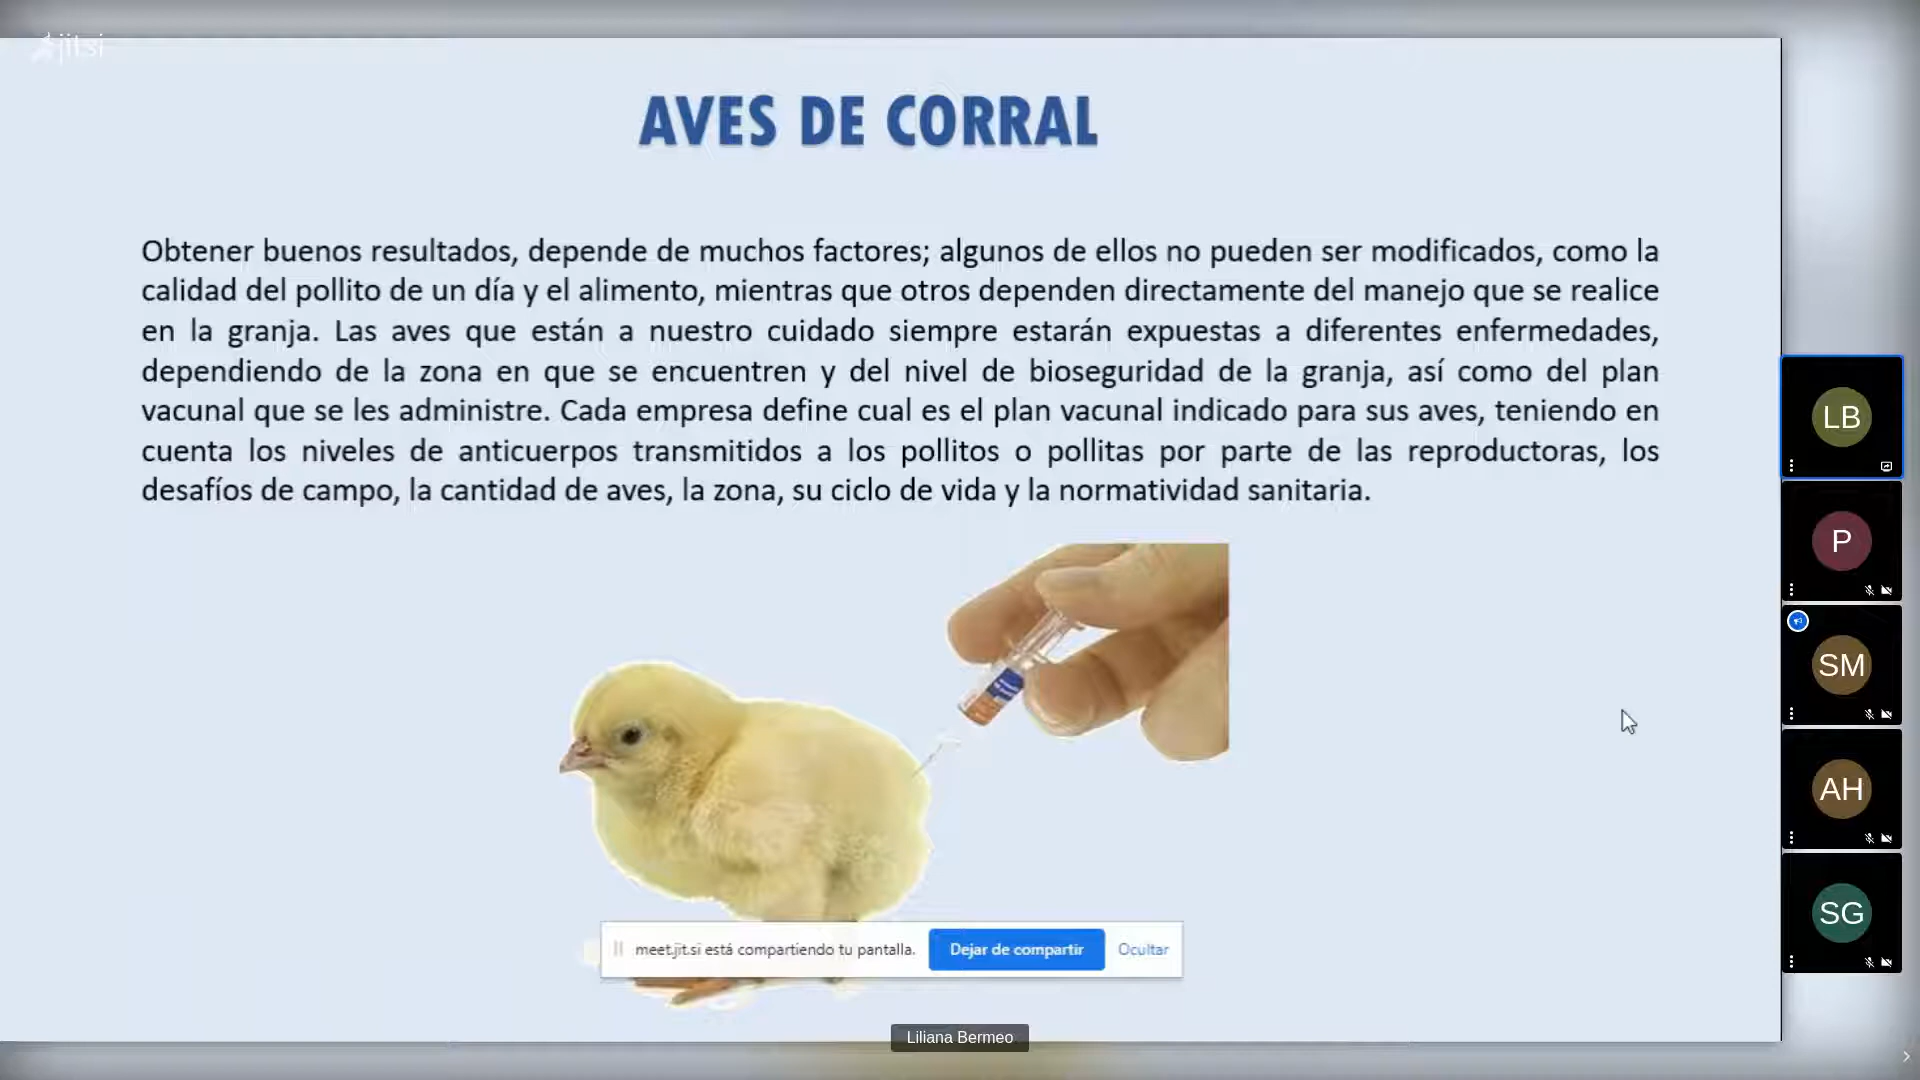 jitsi
AVES DE CORRAL
Obtener buenos resultados, depende de muchos factores; algunos de ellos no pueden ser modificados, como la
calidad del pollito de un día y el alimento, mientras que otros dependen directamente del manejo que se realice
en la granja. Las aves que están a nuestro cuidado siempre estarán expuestas a diferentes enfermedades,
dependiendo de la zona en que se encuentren y del nivel de bioseguridad de la granja, así como del plan
vacunal que se les administre. Cada empresa define cual es el plan vacunal indicado para sus aves, teniendo en
cuenta los niveles de anticuerpos transmitidos a los pollitos o pollitas por parte de las reproductoras, los
desafíos de campo, la cantidad de aves, la zona, su ciclo de vida y la normatividad sanitaria.
LB
P
SM
AH
SG
meet.jit.si está compartiendo tu pantalla.
Dejar de compartir
Ocultar
Liliana Bermeo